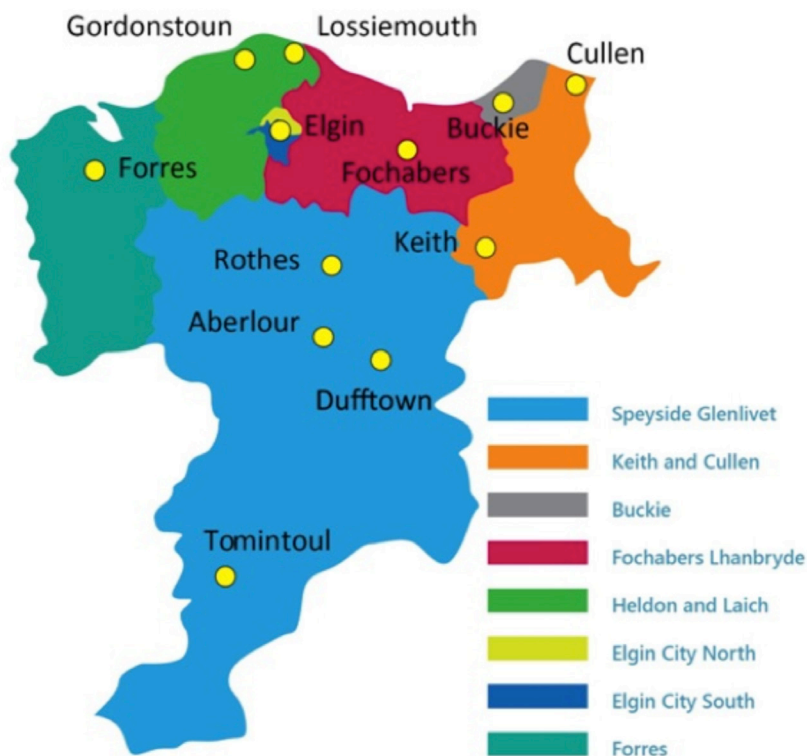 Gordonstoun
Lossiemouth
Cullen
Elgin
Buckie
Forres
Fochabers
Keith
Rothes
Aberlour
Dufftown
Tomintoul
Speyside Glenlivet
Keith and Cullen
Buckie
Fochabers Lhanbryde
Heldon and Laich
Elgin City North
Elgin City South
Forres